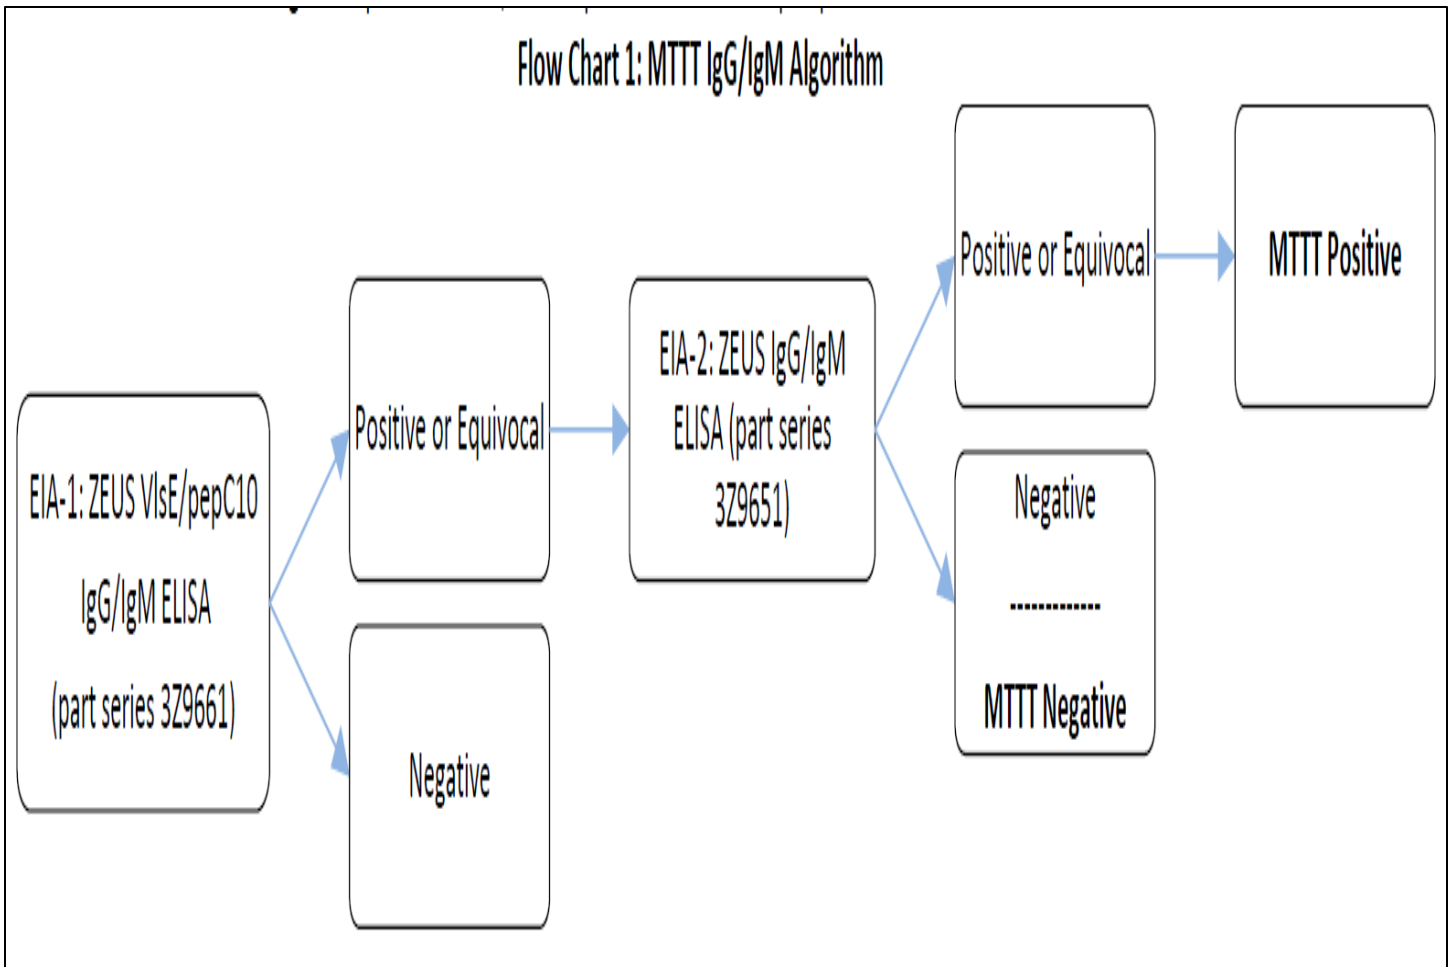 Flow Chart 1: MTTT IgG/IgM Algorithm
EIA-1: ZEUS VlsE/pepC10
IgG/IgM ELISA
(part series 3Z9661)
Positive or Equivocal
Negative
EIA-2: ZEUS IgG/IgM
ELISA (part series
3Z9651)
Positive or Equivocal
MTTT Positive
Negative
-------------
MTTT Negative